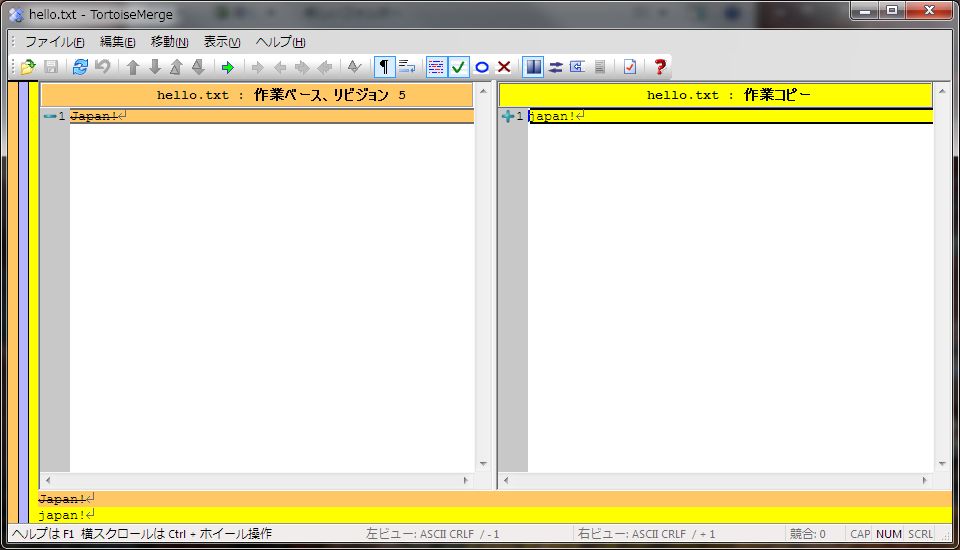 hello.txt - TortoiseMerge
ファイル(F) 編集(E) 移動(N) 表示(V) ヘルプ(H)
hello.txt : 作業ベース、リビジョン 5
hello.txt : 作業コピー
1 Japan!
1 japan!
Japan!
japan!
ヘルプは F1 横スクロールは Ctrl + ホイール操作 左ビュー: ASCII CRLF / - 1 右ビュー: ASCII CRLF / + 1 競合: 0 CAP NUM SCRL